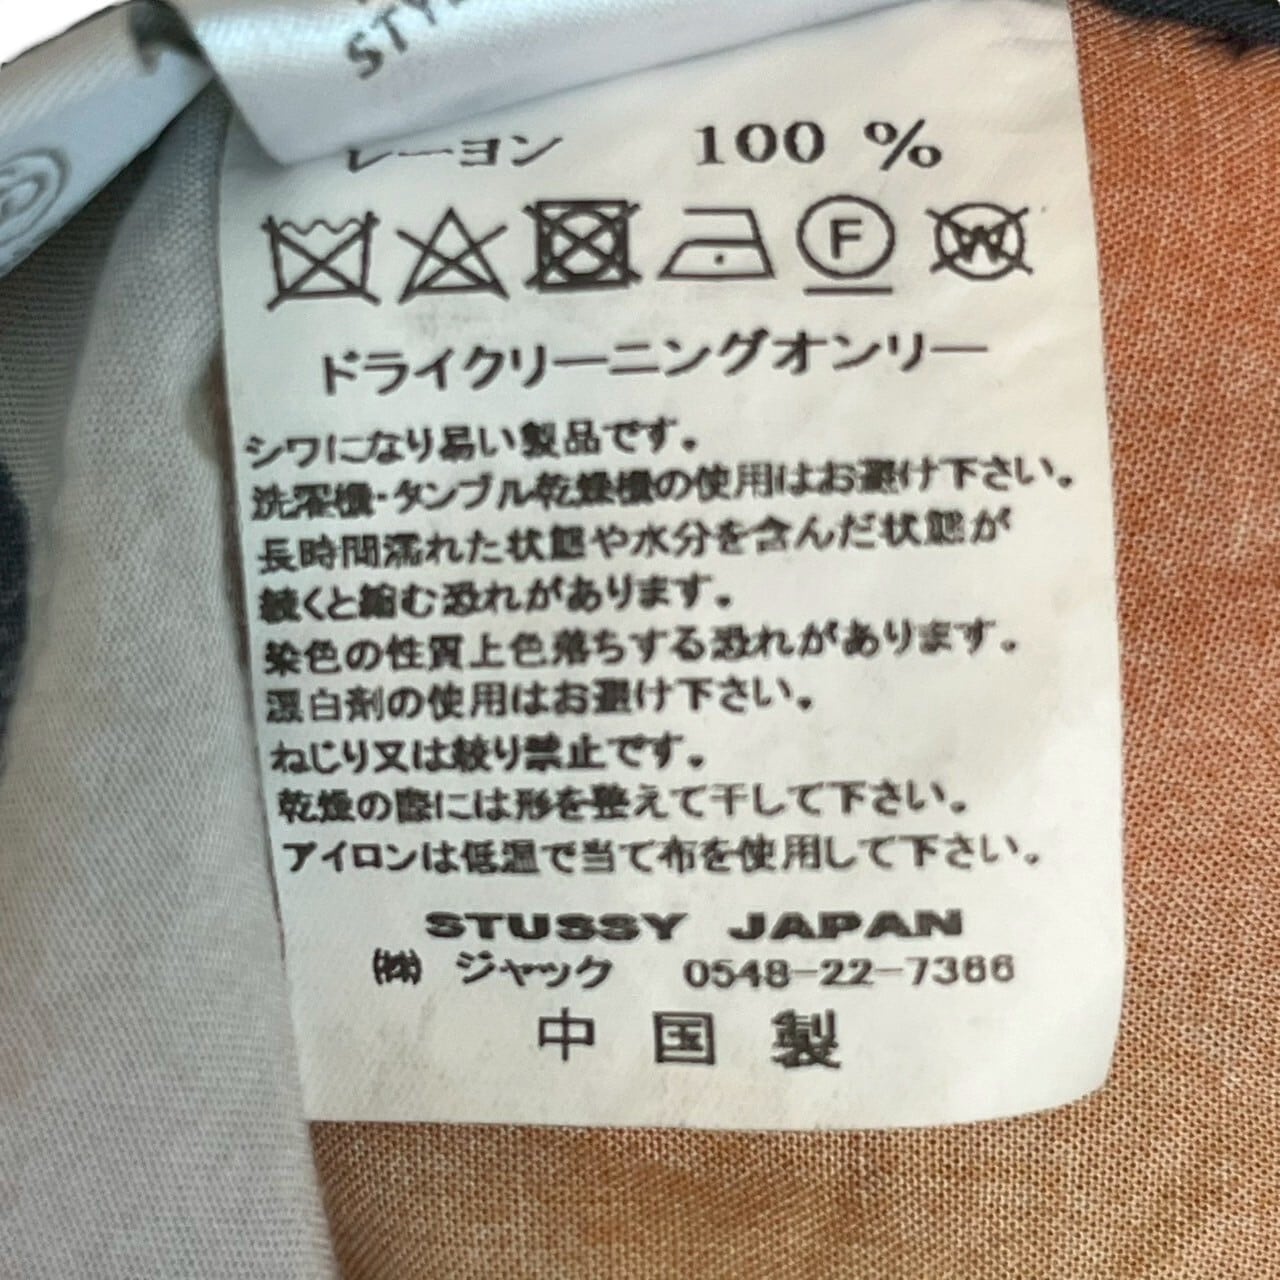 レーヨン 100 %
F W
ドライクリーニングオンリー
シワになり易い製品です。
洗濯機・タンブル乾燥機の使用はお避け下さい。
長時間濡れた状態や水分を含んだ状態が
続くと縮む恐れがあります。
染色の性質上色落ちする恐れがあります。
漂白剤の使用はお避け下さい。
ねじり又は絞り禁止です。
乾燥の際には形を整えて干して下さい。
アイロンは低温で当て布を使用して下さい。
STUSSY JAPAN
㈱ ジャック 0548-22-7366
中国製